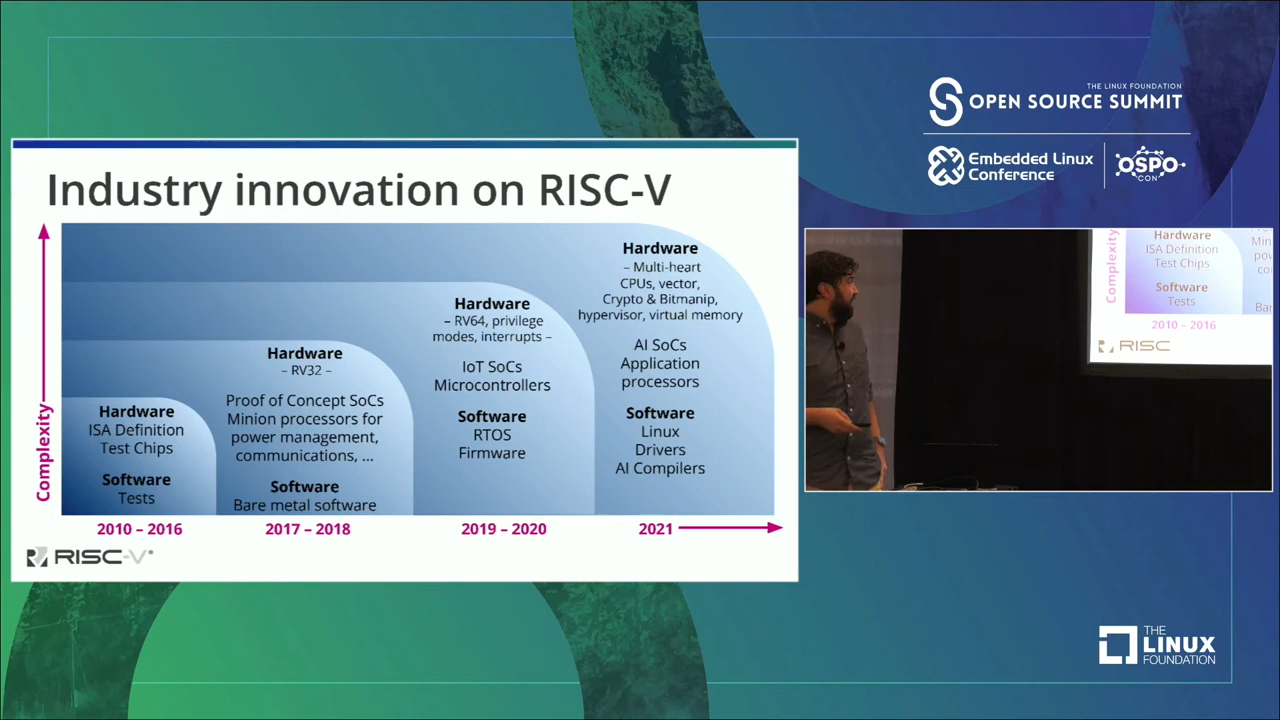 THE LINUX FOUNDATION
OPEN SOURCE SUMMIT
Embedded Linux
Conference
OSPO
CON
Industry innovation on RISC-V
Complexity
Hardware
ISA Definition
Test Chips
Software
Tests
2010 – 2016
Hardware
– RV32 –
Proof of Concept SoCs
Minion processors for
power management,
communications, ...
Software
Bare metal software
2017 – 2018
Hardware
– RV64, privilege
modes, interrupts –
IoT SoCs
Microcontrollers
Software
RTOS
Firmware
2019 – 2020
Hardware
– Multi-heart
CPUs, vector,
Crypto & Bitmanip,
hypervisor, virtual memory
AI SoCs
Application
processors
Software
Linux
Drivers
AI Compilers
2021
RISC-V
Complexity
Hardware
ISA Definition
Test Chips
Software
Tests
2010 – 2016
RISC
Min
pow
co
Ba
THE
LINUX
FOUNDATION